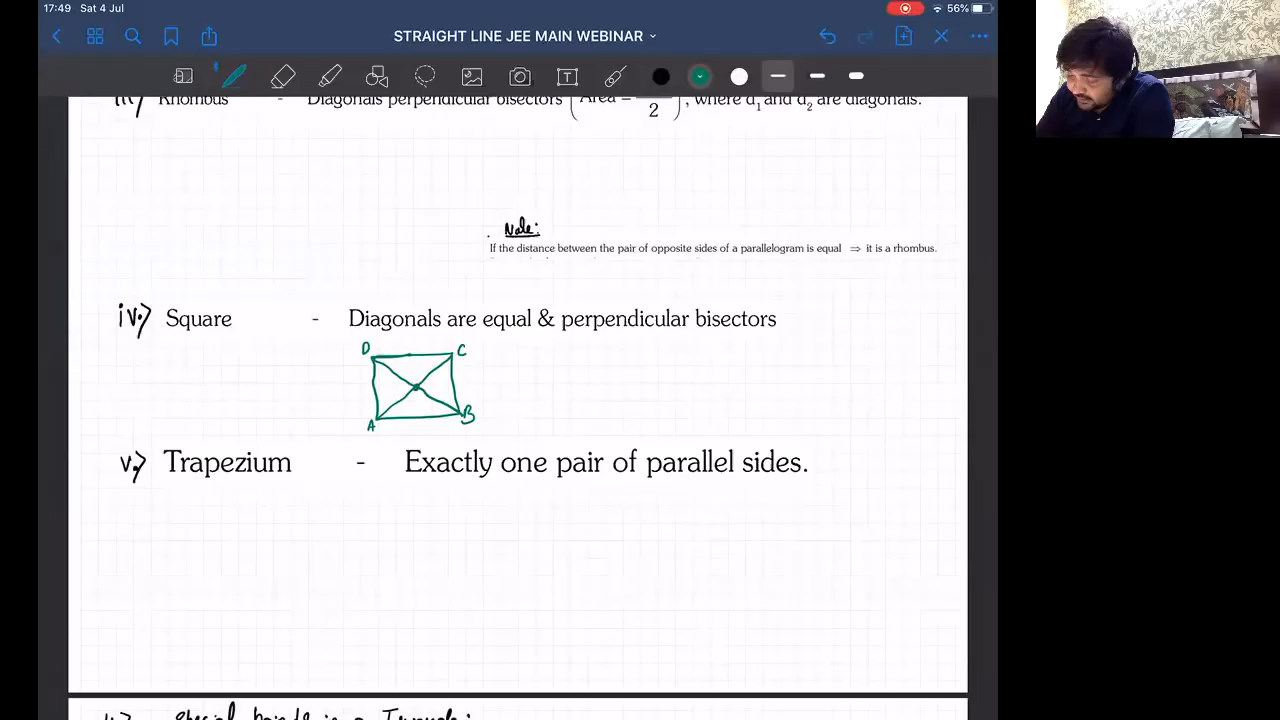 17:49 Sat 4 Jul
56%
STRAIGHT LINE JEE MAIN WEBINAR
iii) Rhombus - Diagonals perpendicular bisectors (Area = 2), where d1 and d2 are diagonals.
Note:
If the distance between the pair of opposite sides of a parallelogram is equal ⇒ it is a rhombus.
iv.) Square - Diagonals are equal & perpendicular bisectors
D C
A B
v.) Trapezium - Exactly one pair of parallel sides.